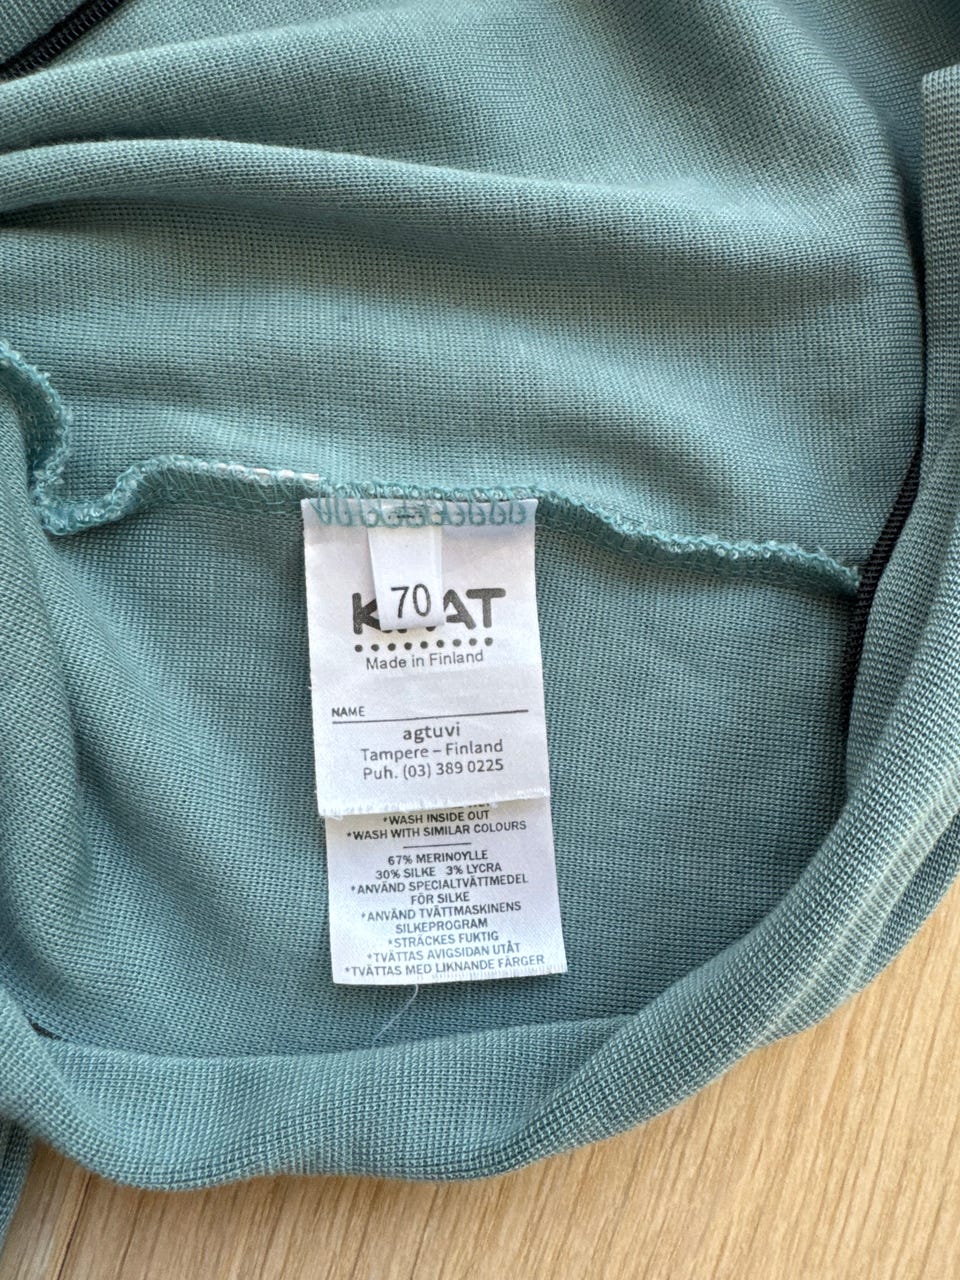 70
Made in Finland
NAME
agtuvi
Tampere – Finland
Puh. (03) 389 0225
*WASH INSIDE OUT
*WASH WITH SIMILAR COLOURS
67% MERINOYLLE
30% SILKE 3% LYCRA
*ANVÄND SPECIALTVÄTTMEDEL
FÖR SILKE
*ANVÄND TVÄTTMASKINENS
SILKEPROGRAM
*STRÄCKES FUKTIG
*TVÄTTAS AVIGSIDAN UTÅT
*TVÄTTAS MED LIKNANDE FÄRGER